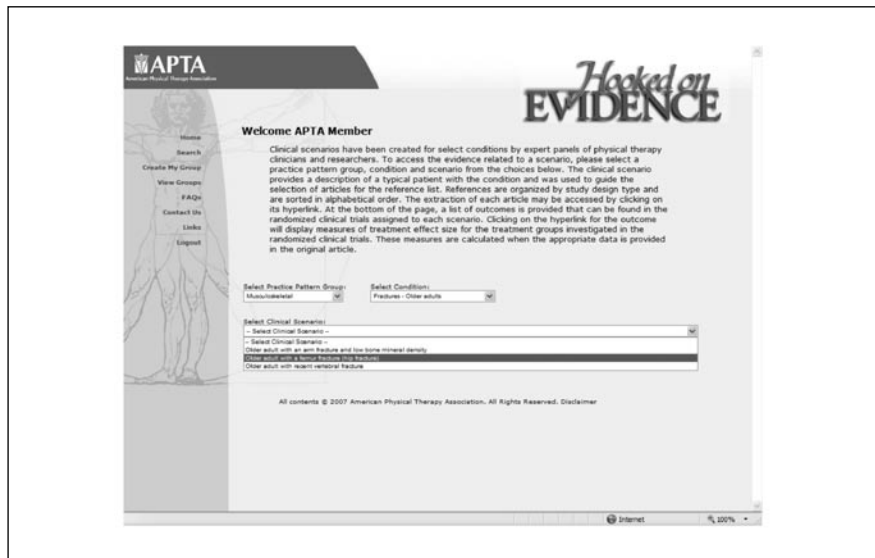 APTA
American Physical Therapy Association
Hooked on
EVIDENCE
Home
Search
Create My Group
View Groups
FAQs
Contact Us
Links
Logout
Welcome APTA Member
Clinical scenarios have been created for select conditions by expert panels of physical therapy
clinicians and researchers. To access the evidence related to a scenario, please select a
practice pattern group, condition and scenario from the choices below. The clinical scenario
provides a description of a typical patient with the condition and was used to guide the
selection of articles for the reference list. References are organized by study design type and
are sorted in alphabetical order. The extraction of each article may be accessed by clicking on
its hyperlink. At the bottom of the page, a list of outcomes is provided that can be found in the
randomized clinical trials assigned to each scenario. Clicking on the hyperlink for the outcome
will display measures of treatment effect size for the treatment groups investigated in the
randomized clinical trials. These measures are calculated when the appropriate data is provided
in the original article.
Select Practice Pattern Group: Select Condition:
Musculoskeletal Fractures - Older adults
Select Clinical Scenario:
-- Select Clinical Scenario --
-- Select Clinical Scenario --
Older adult with an arm fracture and low bone mineral density
Older adult with a femur fracture (hip fracture)
Older adult with recent vertebral fracture
All contents © 2007 American Physical Therapy Association. All Rights Reserved. Disclaimer
Internet 100%